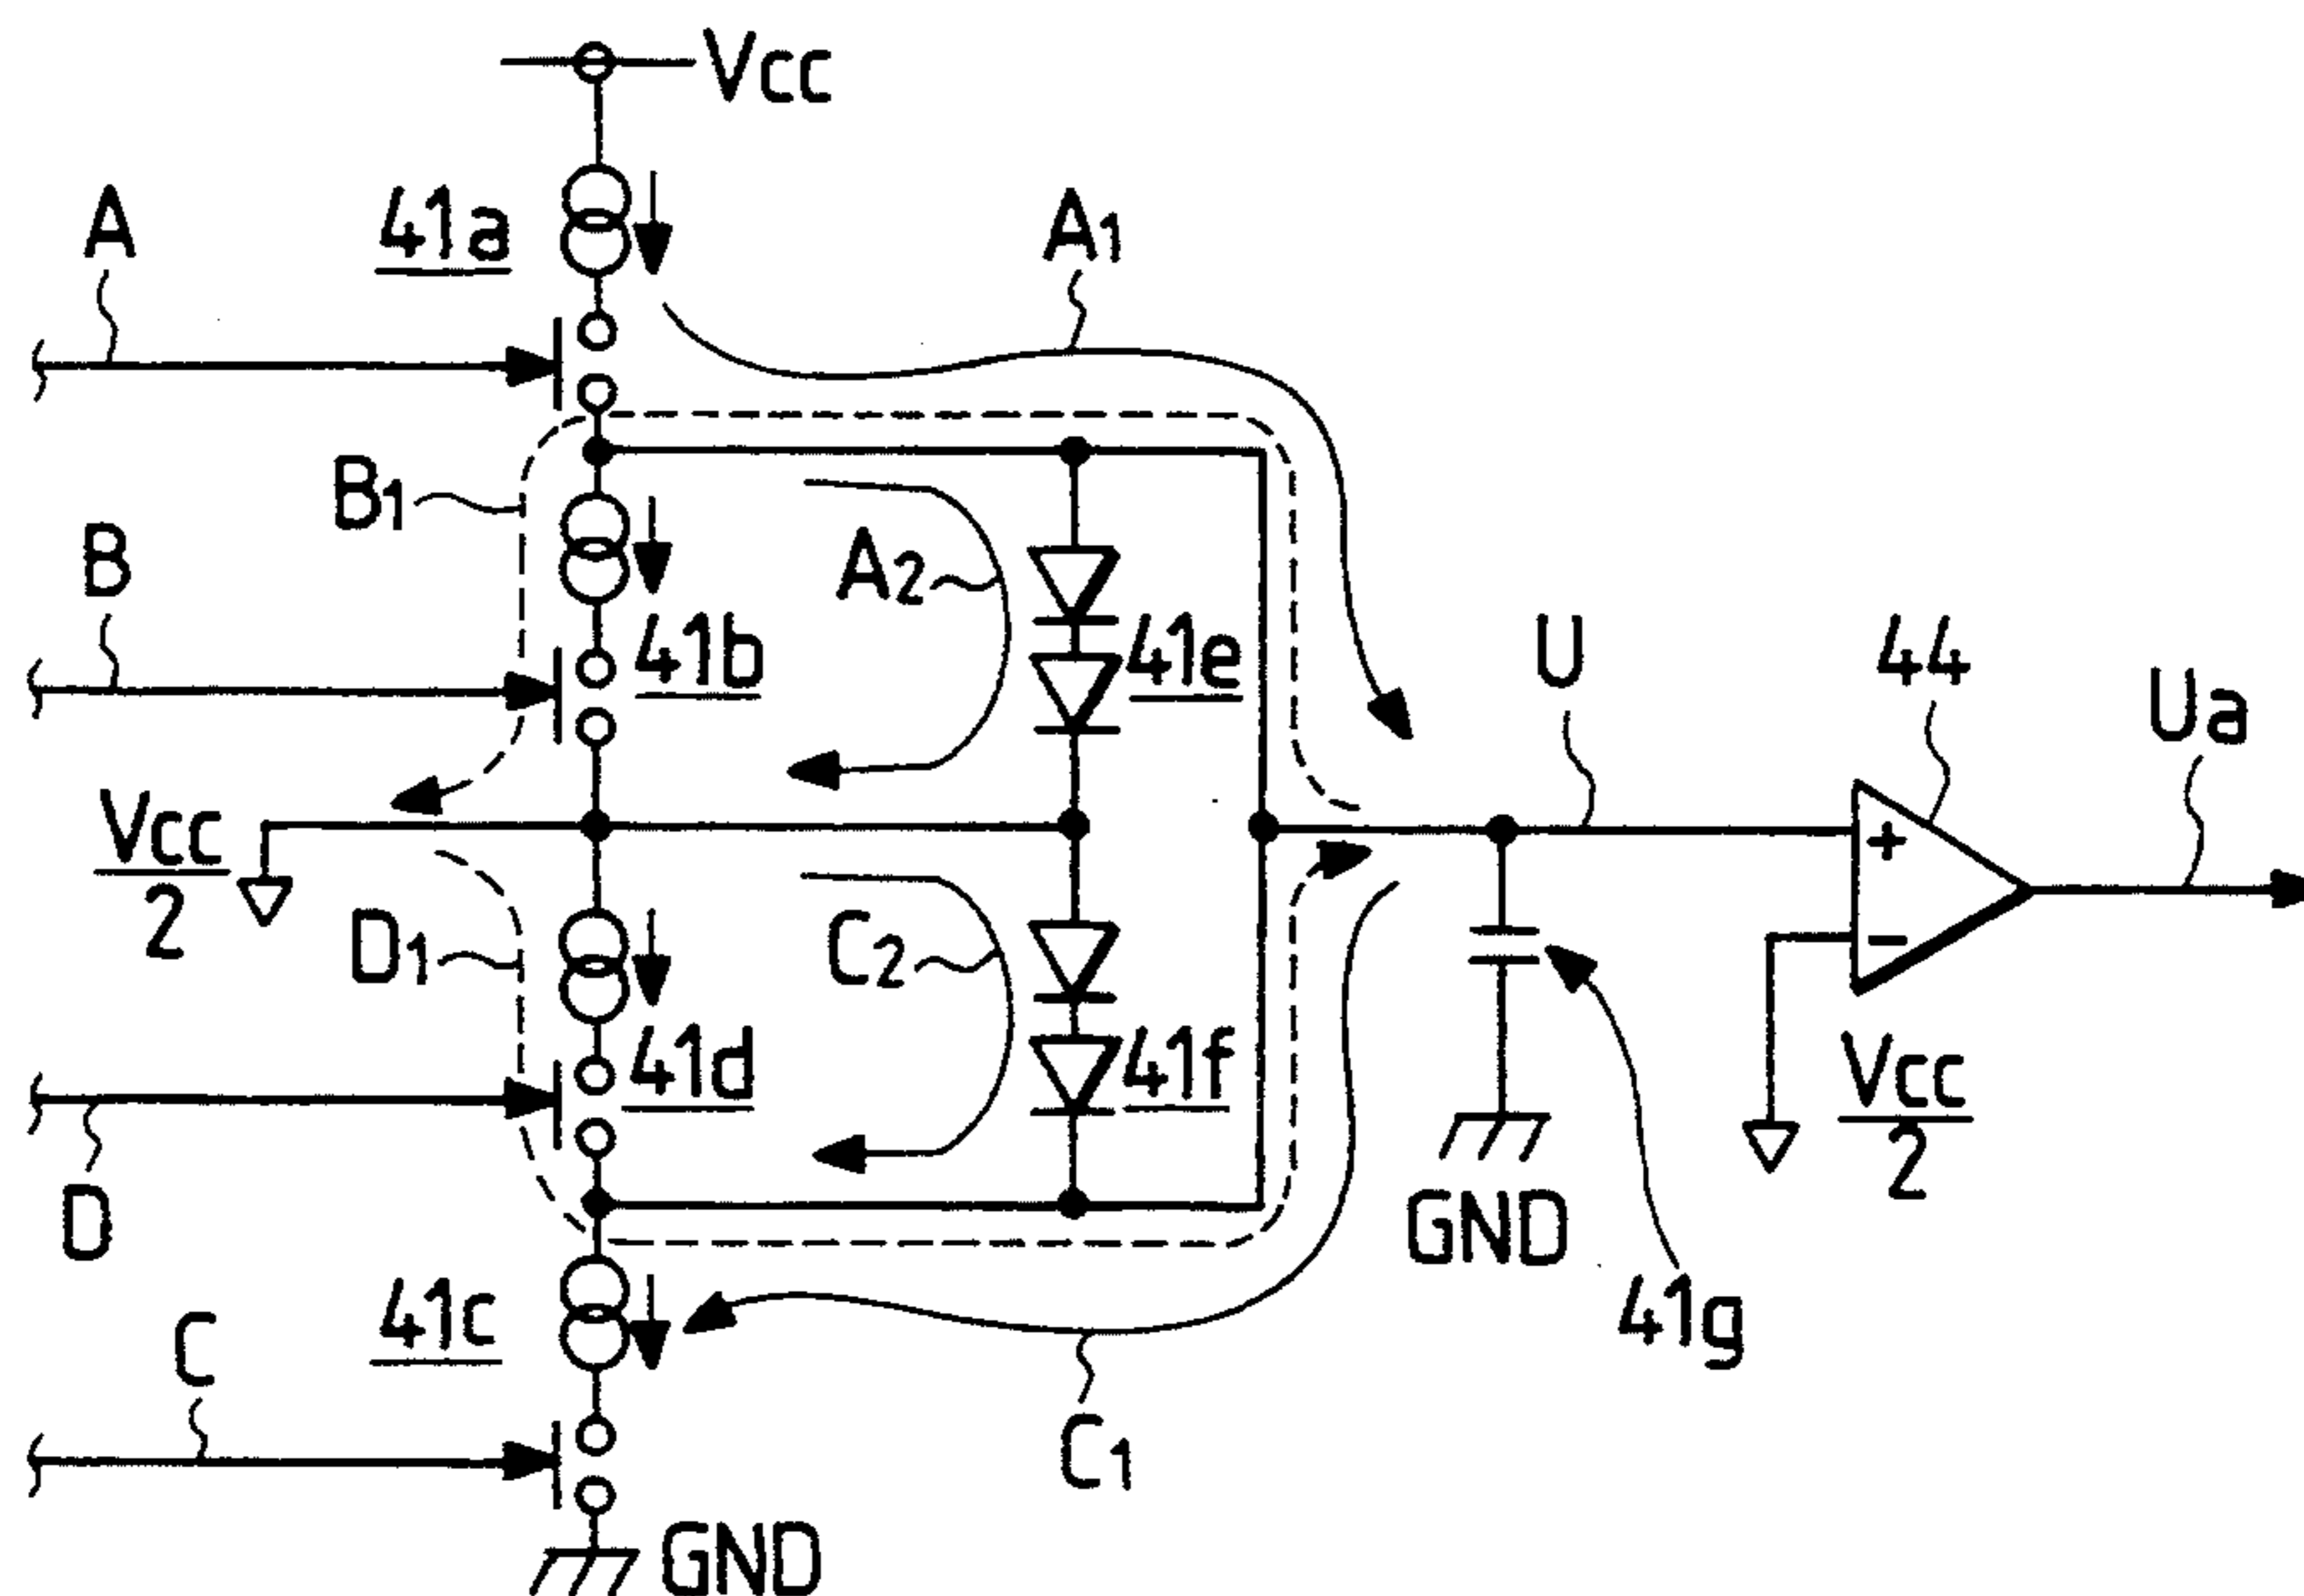 Vcc
A
41a
A1
B1
B
A2
41b
41e
U
44
Ua
Vcc
2
+
−
D1
C2
41d
41f
Vcc
2
D
GND
41g
C
41c
C1
GND